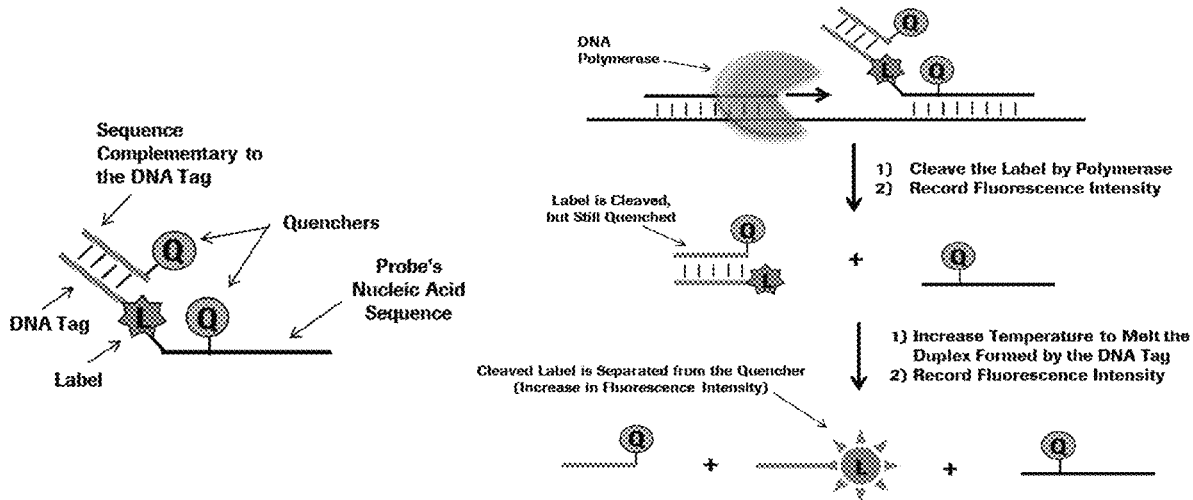 Sequence
Complementary to
the DNA Tag
Q
Quenchers
Q
Probe's
Nucleic Acid
Sequence
L
DNA Tag
Label
DNA
Polymerase
Q
L
Q
1) Cleave the Label by Polymerase
2) Record Fluorescence Intensity
Label is Cleaved,
but Still Quenched
Q
L
+
Q
1) Increase Temperature to Melt the
Duplex Formed by the DNA Tag
2) Record Fluorescence Intensity
Cleaved Label is Separated from the Quencher
(Increase in Fluorescence Intensity)
Q
+
L
+
Q